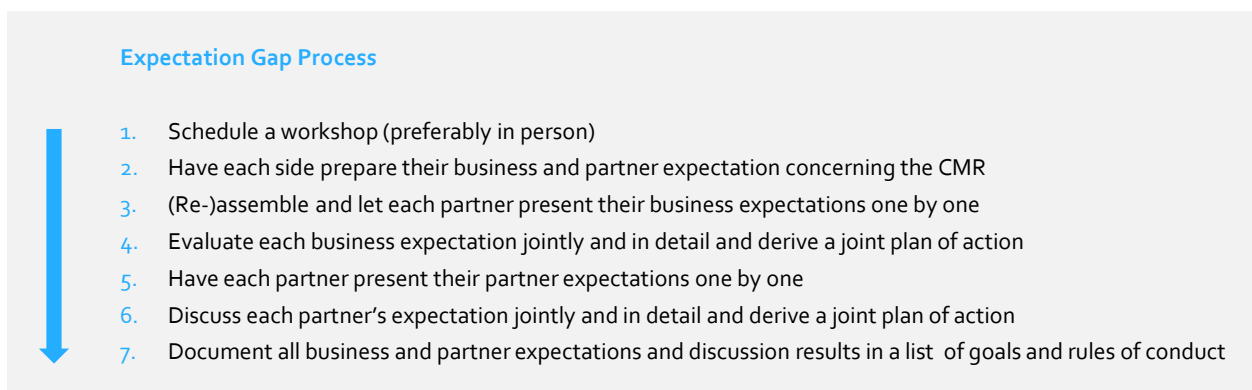 Expectation Gap Process
1. Schedule a workshop (preferably in person)
2. Have each side prepare their business and partner expectation concerning the CMR
3. (Re-)assemble and let each partner present their business expectations one by one
4. Evaluate each business expectation jointly and in detail and derive a joint plan of action
5. Have each partner present their partner expectations one by one
6. Discuss each partner's expectation jointly and in detail and derive a joint plan of action
7. Document all business and partner expectations and discussion results in a list of goals and rules of conduct